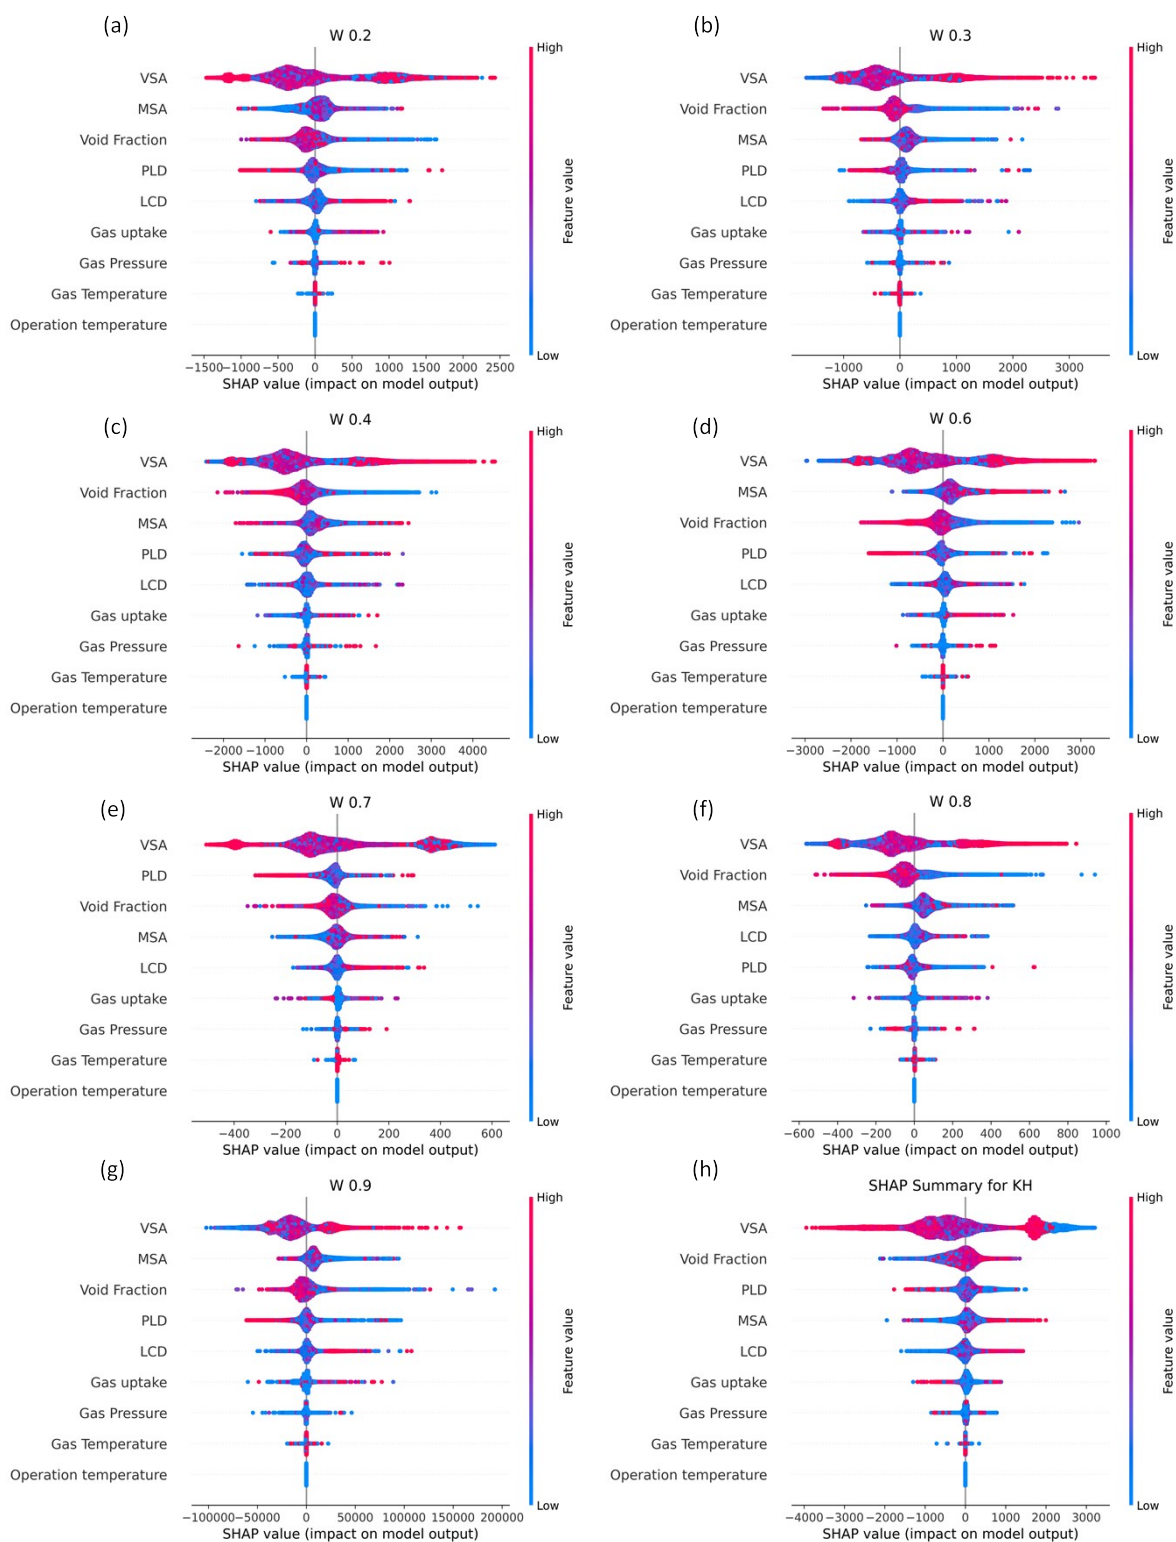 (a)
W 0.2
High
VSA
MSA
Void Fraction
PLD
LCD
Gas uptake
Gas Pressure
Gas Temperature
Operation temperature
Feature value
Low
−1500−1000 −500 0 500 1000 1500 2000 2500
SHAP value (impact on model output)
(b)
W 0.3
High
VSA
Void Fraction
MSA
PLD
LCD
Gas uptake
Gas Pressure
Gas Temperature
Operation temperature
Feature value
Low
−1000 0 1000 2000 3000
SHAP value (impact on model output)
(c)
W 0.4
High
VSA
Void Fraction
MSA
PLD
LCD
Gas uptake
Gas Pressure
Gas Temperature
Operation temperature
Feature value
Low
−2000 −1000 0 1000 2000 3000 4000
SHAP value (impact on model output)
(d)
W 0.6
High
VSA
MSA
Void Fraction
PLD
LCD
Gas uptake
Gas Pressure
Gas Temperature
Operation temperature
Feature value
Low
−3000 −2000 −1000 0 1000 2000 3000
SHAP value (impact on model output)
(e)
W 0.7
High
VSA
PLD
Void Fraction
MSA
LCD
Gas uptake
Gas Pressure
Gas Temperature
Operation temperature
Feature value
Low
−400 −200 0 200 400 600
SHAP value (impact on model output)
(f)
W 0.8
High
VSA
Void Fraction
MSA
LCD
PLD
Gas uptake
Gas Pressure
Gas Temperature
Operation temperature
Feature value
Low
−600 −400 −200 0 200 400 600 800 1000
SHAP value (impact on model output)
(g)
W 0.9
High
VSA
MSA
Void Fraction
PLD
LCD
Gas uptake
Gas Pressure
Gas Temperature
Operation temperature
Feature value
Low
−100000−50000 0 50000 100000 150000 200000
SHAP value (impact on model output)
(h)
SHAP Summary for KH
High
VSA
Void Fraction
PLD
MSA
LCD
Gas uptake
Gas Pressure
Gas Temperature
Operation temperature
Feature value
Low
−4000 −3000 −2000 −1000 0 1000 2000 3000
SHAP value (impact on model output)